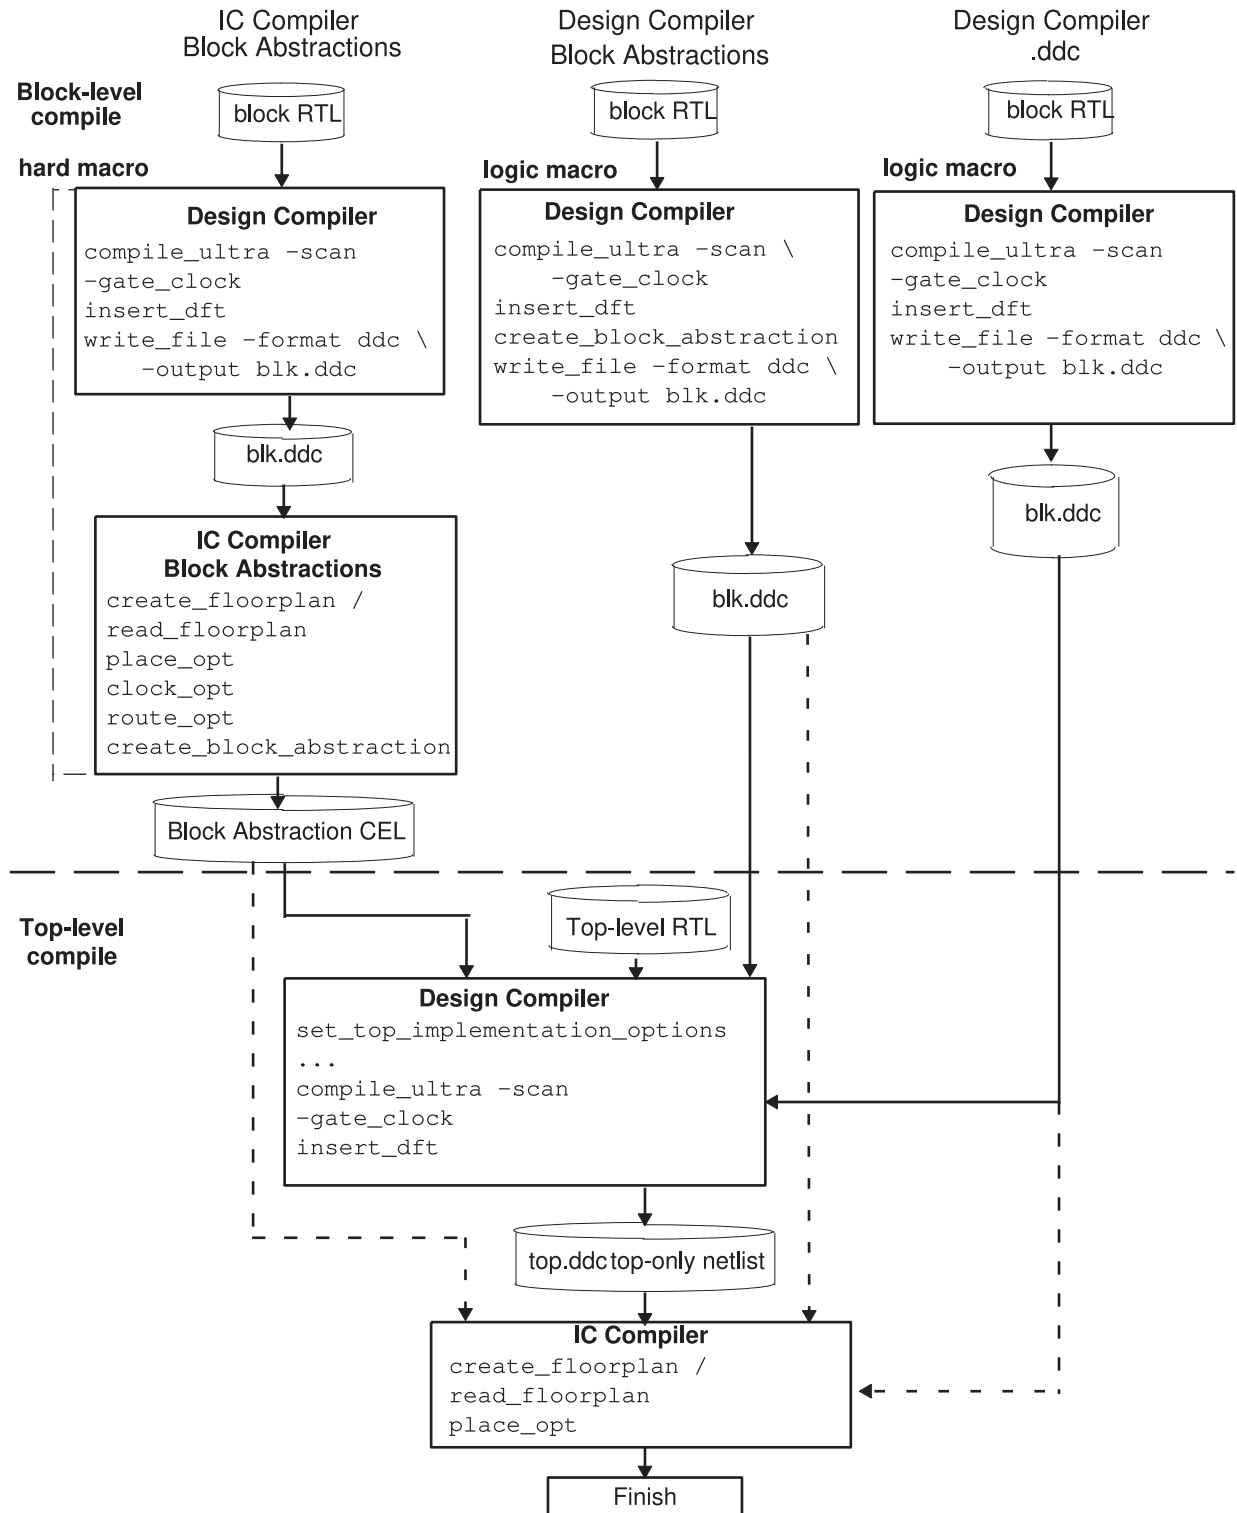 IC Compiler
Block Abstractions
Design Compiler
Block Abstractions
Design Compiler
.ddc
Block-level
compile
block RTL
block RTL
block RTL
hard macro
logic macro
logic macro
Design Compiler
compile_ultra -scan
-gate_clock
insert_dft
write_file -format ddc \
-output blk.ddc
Design Compiler
compile_ultra -scan \
-gate_clock
insert_dft
create_block_abstraction
write_file -format ddc \
-output blk.ddc
Design Compiler
compile_ultra -scan
-gate_clock
insert_dft
write_file -format ddc \
-output blk.ddc
blk.ddc
blk.ddc
blk.ddc
IC Compiler
Block Abstractions
create_floorplan /
read_floorplan
place_opt
clock_opt
route_opt
create_block_abstraction
Block Abstraction CEL
Top-level
compile
Top-level RTL
Design Compiler
set_top_implementation_options
...
compile_ultra -scan
-gate_clock
insert_dft
top.ddc top-only netlist
IC Compiler
create_floorplan /
read_floorplan
place_opt
Finish